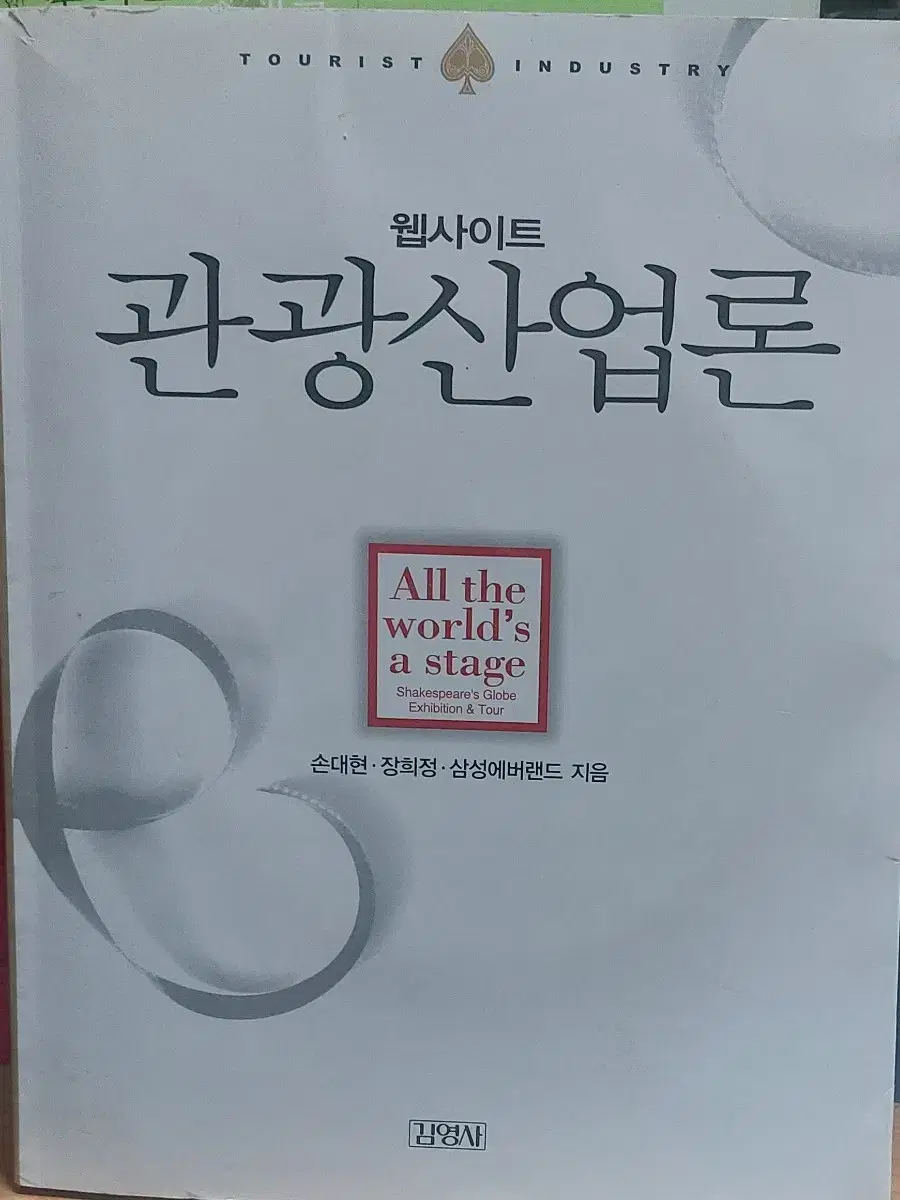 TOURIST INDUSTRY
웹사이트
관광산업론
All the
world's
a stage
Shakespeare's Globe
Exhibition & Tour
손대현·장희정·삼성에버랜드 지음
김영사